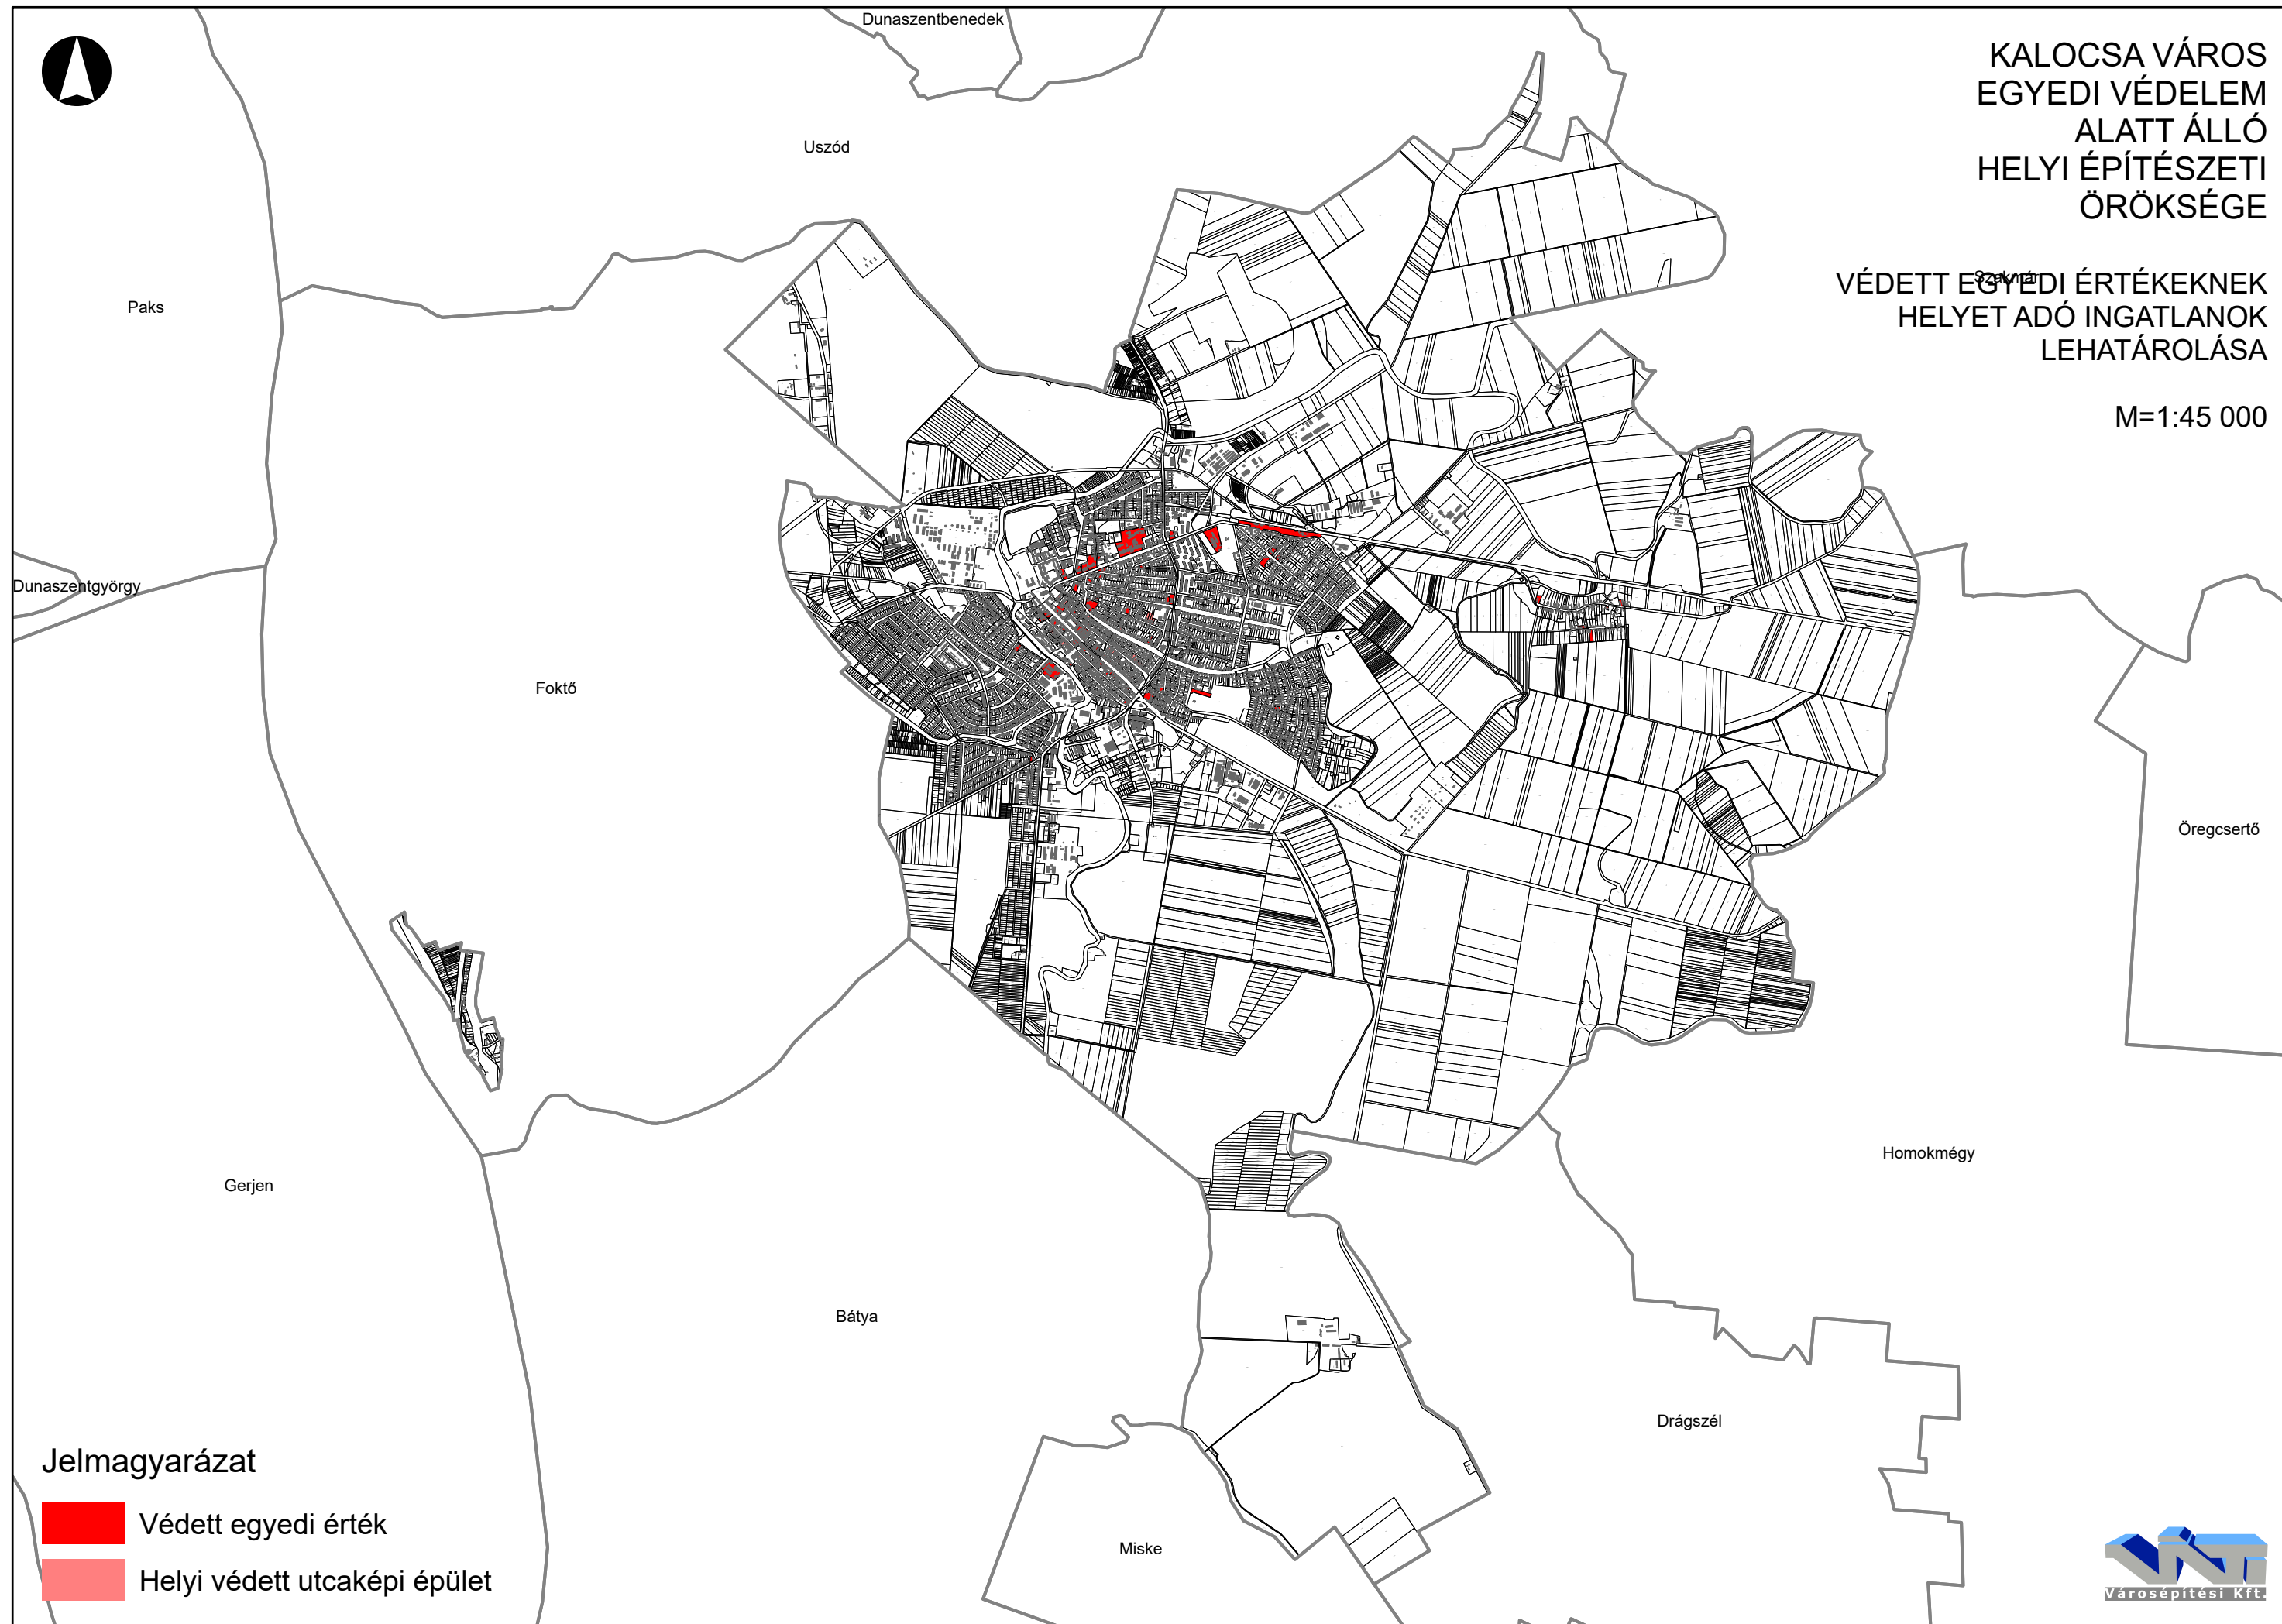 Dunaszentbenedek
KALOCSA VÁROS
EGYEDI VÉDELEM
ALATT ÁLLÓ
HELYI ÉPÍTÉSZETI
ÖRÖKSÉGE
Uszód
Szakmár
VÉDETT EGYEDI ÉRTÉKEKNEK
HELYET ADÓ INGATLANOK
LEHATÁROLÁSA
M=1:45 000
Paks
Dunaszentgyörgy
Foktő
Öregcsertő
Homokmégy
Gerjen
Bátya
Drágszél
Miske
Jelmagyarázat
Védett egyedi érték
Helyi védett utcaképi épület
VÁTI
Városépítési Kft.